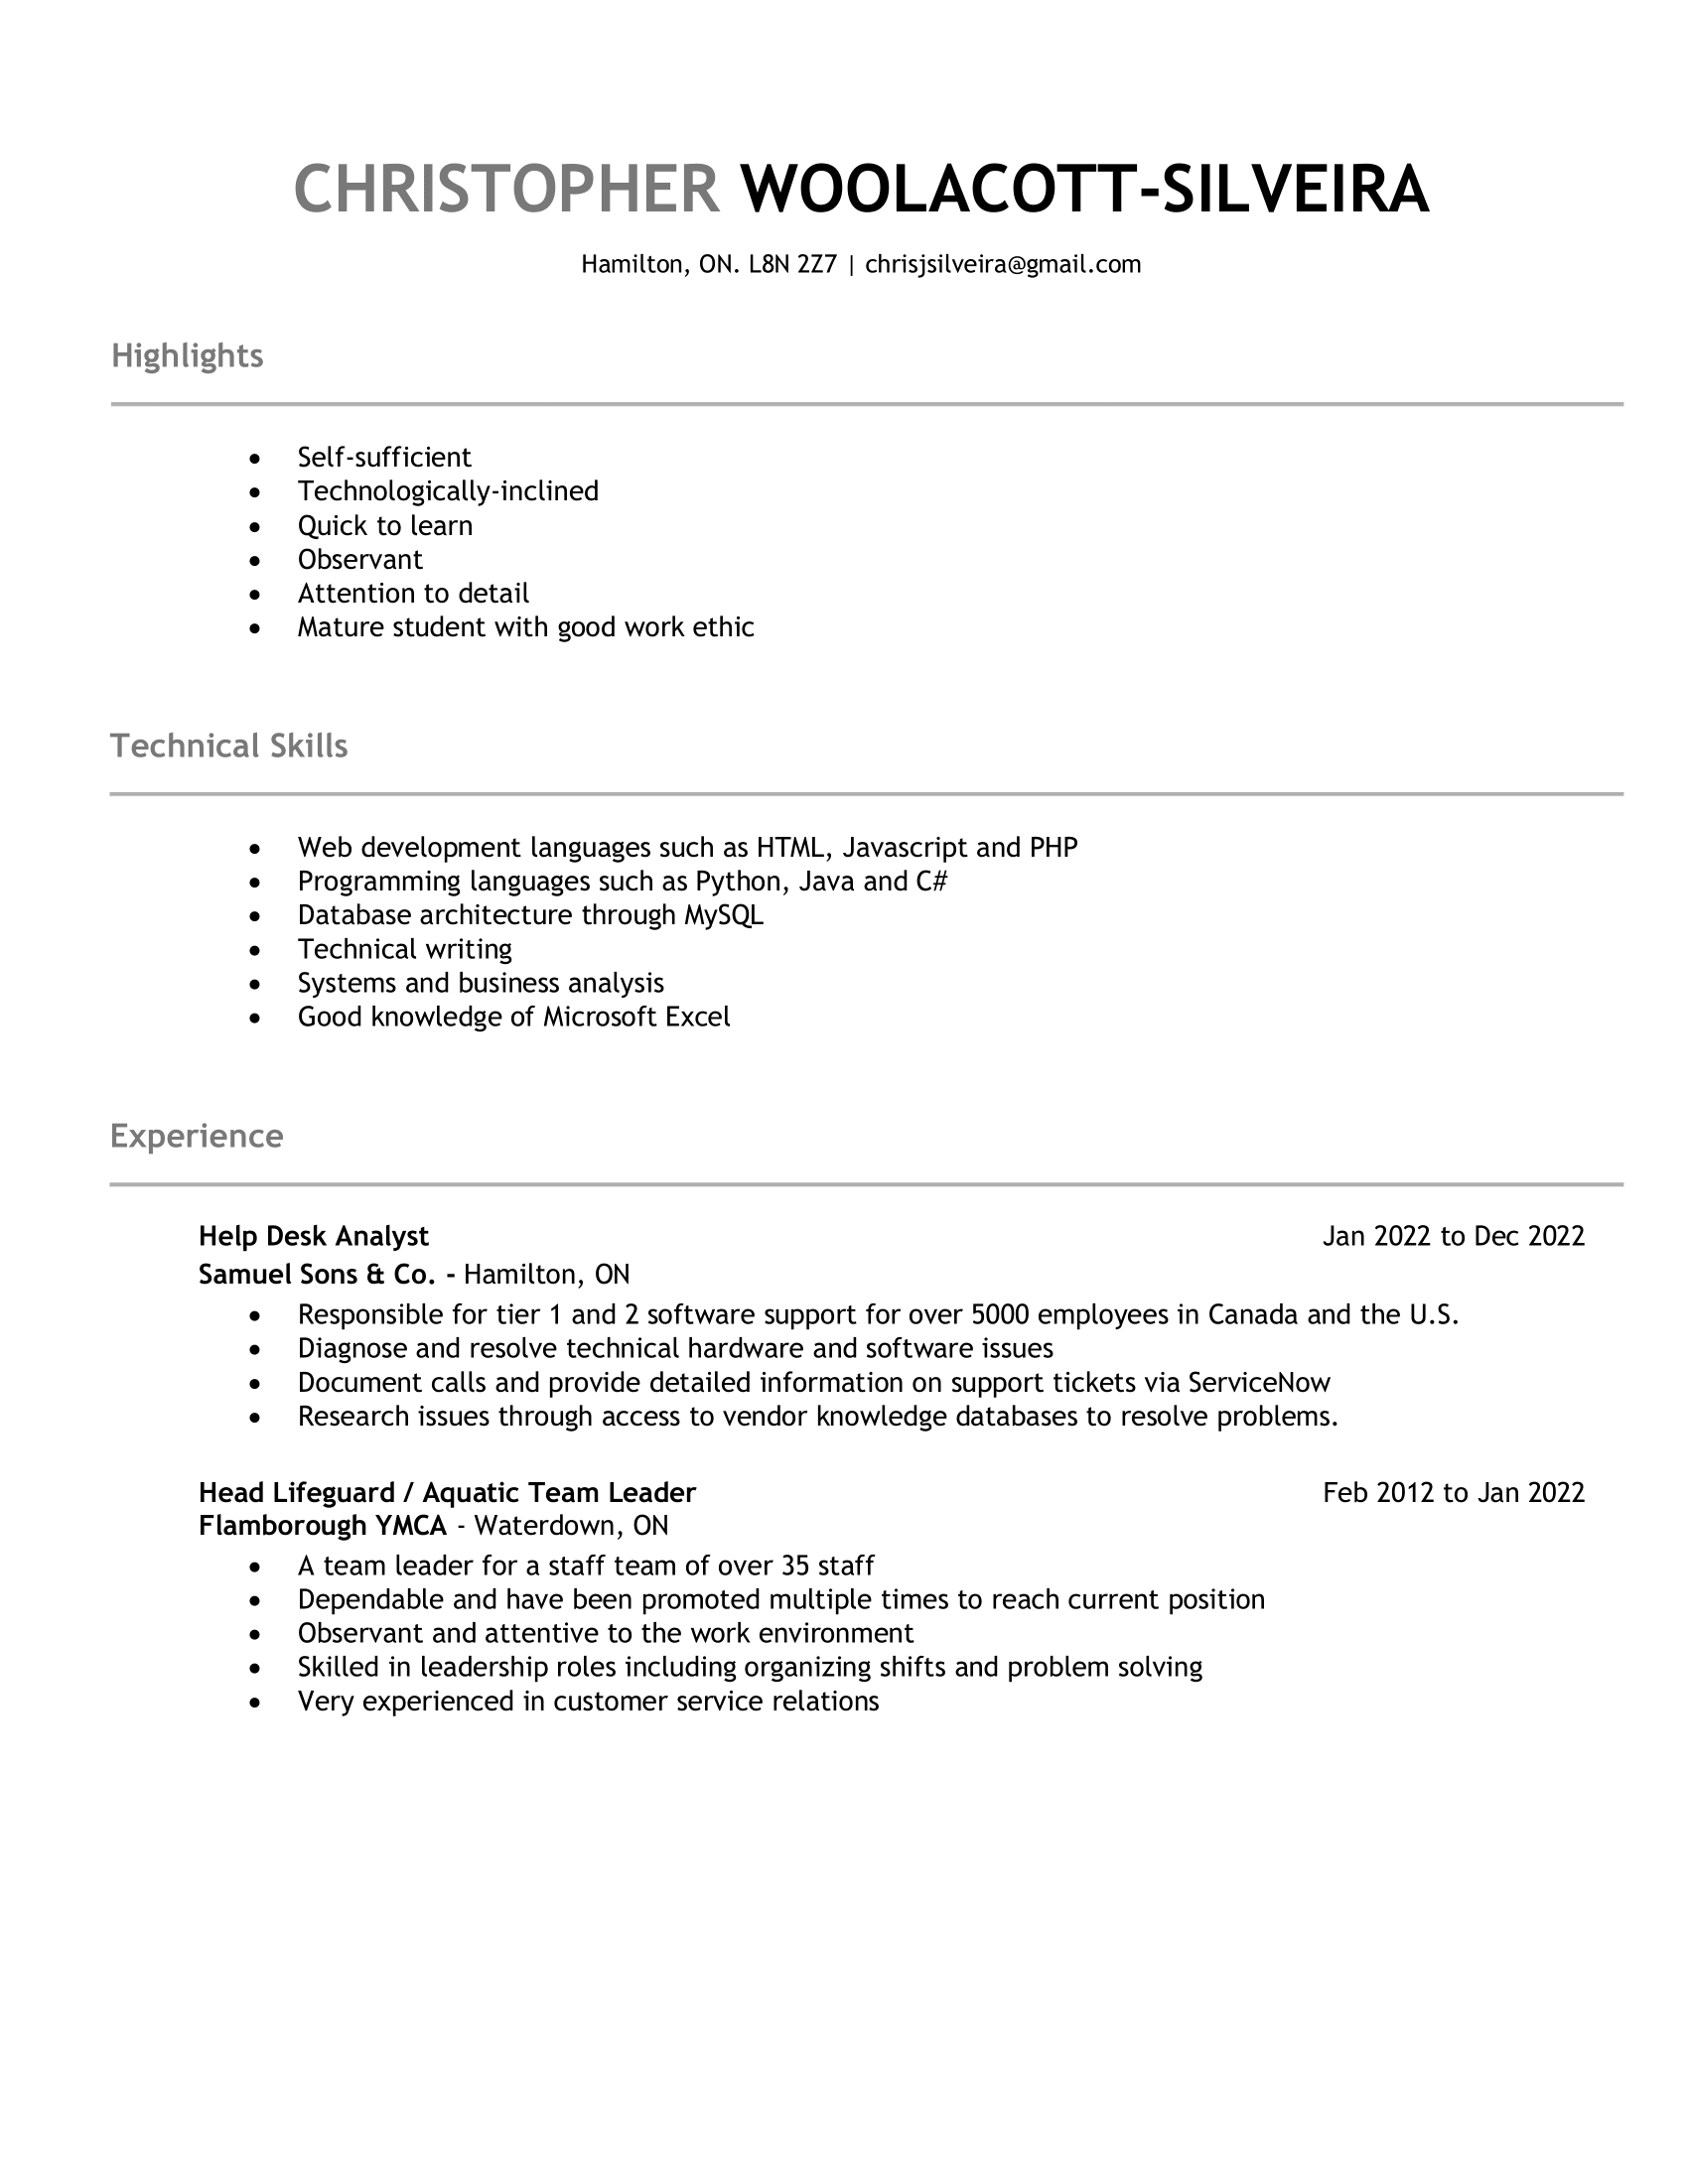 CHRISTOPHER WOOLACOTT-SILVEIRA
Hamilton, ON. L8N 2Z7 | chrisjsilveira@gmail.com
Highlights
• Self-sufficient
• Technologically-inclined
• Quick to learn
• Observant
• Attention to detail
• Mature student with good work ethic
Technical Skills
• Web development languages such as HTML, Javascript and PHP
• Programming languages such as Python, Java and C#
• Database architecture through MySQL
• Technical writing
• Systems and business analysis
• Good knowledge of Microsoft Excel
Experience
Help Desk Analyst Jan 2022 to Dec 2022
Samuel Sons & Co. - Hamilton, ON
• Responsible for tier 1 and 2 software support for over 5000 employees in Canada and the U.S.
• Diagnose and resolve technical hardware and software issues
• Document calls and provide detailed information on support tickets via ServiceNow
• Research issues through access to vendor knowledge databases to resolve problems.
Head Lifeguard / Aquatic Team Leader Feb 2012 to Jan 2022
Flamborough YMCA - Waterdown, ON
• A team leader for a staff team of over 35 staff
• Dependable and have been promoted multiple times to reach current position
• Observant and attentive to the work environment
• Skilled in leadership roles including organizing shifts and problem solving
• Very experienced in customer service relations